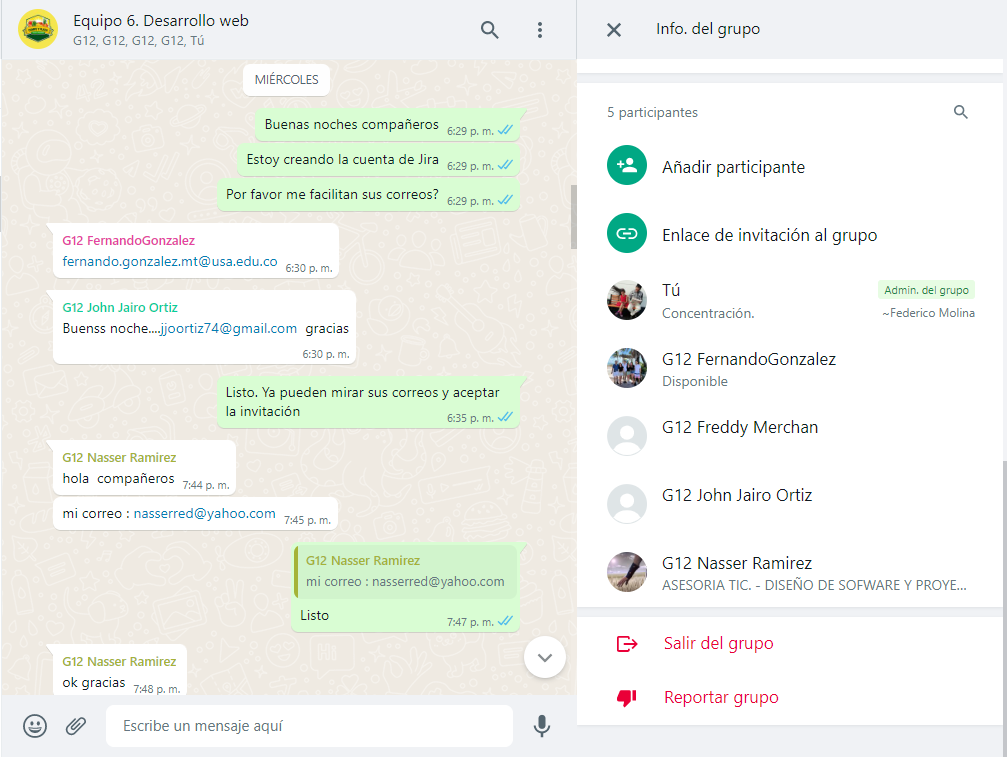 Equipo 6. Desarrollo web
G12, G12, G12, G12, Tú
MIÉRCOLES
Buenas noches compañeros 6:29 p. m.
Estoy creando la cuenta de Jira 6:29 p. m.
Por favor me facilitan sus correos? 6:29 p. m.
G12 FernandoGonzalez
fernando.gonzalez.mt@usa.edu.co 6:30 p. m.
G12 John Jairo Ortiz
Buenss noche....jjoortiz74@gmail.com gracias
6:30 p. m.
Listo. Ya pueden mirar sus correos y aceptar
la invitación 6:35 p. m.
G12 Nasser Ramirez
hola compañeros 7:44 p. m.
mi correo : nasserred@yahoo.com 7:45 p. m.
G12 Nasser Ramirez
mi correo : nasserred@yahoo.com
Listo 7:47 p. m.
G12 Nasser Ramirez
ok gracias 7:48 p. m.
Escribe un mensaje aquí
Info. del grupo
5 participantes
Añadir participante
Enlace de invitación al grupo
Tú Admin. del grupo
Concentración. ~Federico Molina
G12 FernandoGonzalez
Disponible
G12 Freddy Merchan
G12 John Jairo Ortiz
G12 Nasser Ramirez
ASESORIA TIC. - DISEÑO DE SOFWARE Y PROYE...
Salir del grupo
Reportar grupo